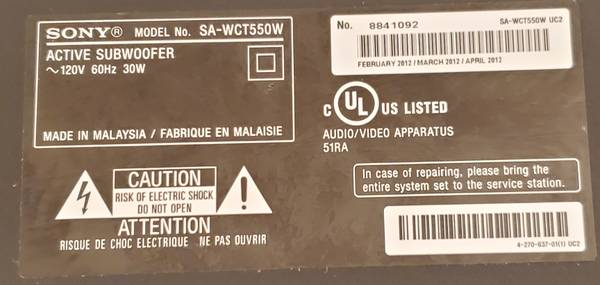 SONY® MODEL No. SA-WCT550W
ACTIVE SUBWOOFER
~120V 60Hz 30W
MADE IN MALAYSIA / FABRIQUE EN MALAISIE
No. 8841092 SA-WCT550W UC2
FEBRUARY 2012 / MARCH 2012 / APRIL 2012
C UL US LISTED
AUDIO/VIDEO APPARATUS
51RA
CAUTION
RISK OF ELECTRIC SHOCK
DO NOT OPEN
ATTENTION
RISQUE DE CHOC ELECTRIQUE NE PAS OUVRIR
In case of repairing, please bring the
entire system set to the service station.
4-270-637-01(1) UC2